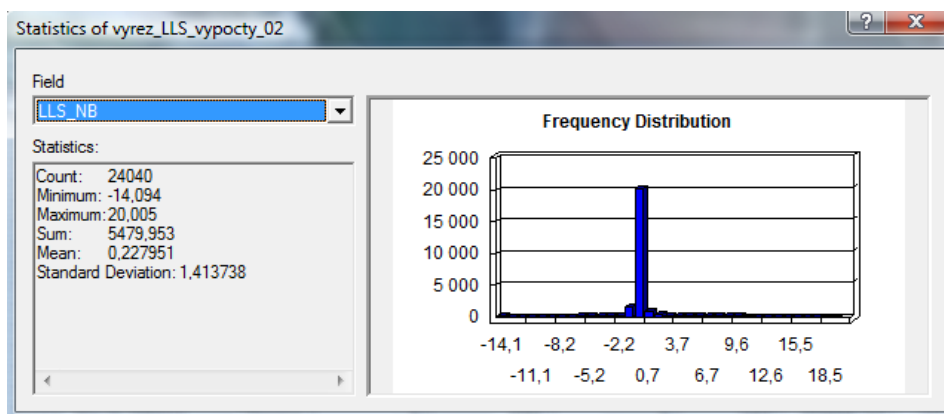 Statistics of vyrez_LLS_vypocty_02
?
Field
LLS_NB
Statistics:
Count: 24040
Minimum: -14,094
Maximum: 20,005
Sum: 5479,953
Mean: 0,227951
Standard Deviation: 1,413738
Frequency Distribution
25 000
20 000
15 000
10 000
5 000
0
-14,1 -8,2 -2,2 3,7 9,6 15,5
-11,1 -5,2 0,7 6,7 12,6 18,5